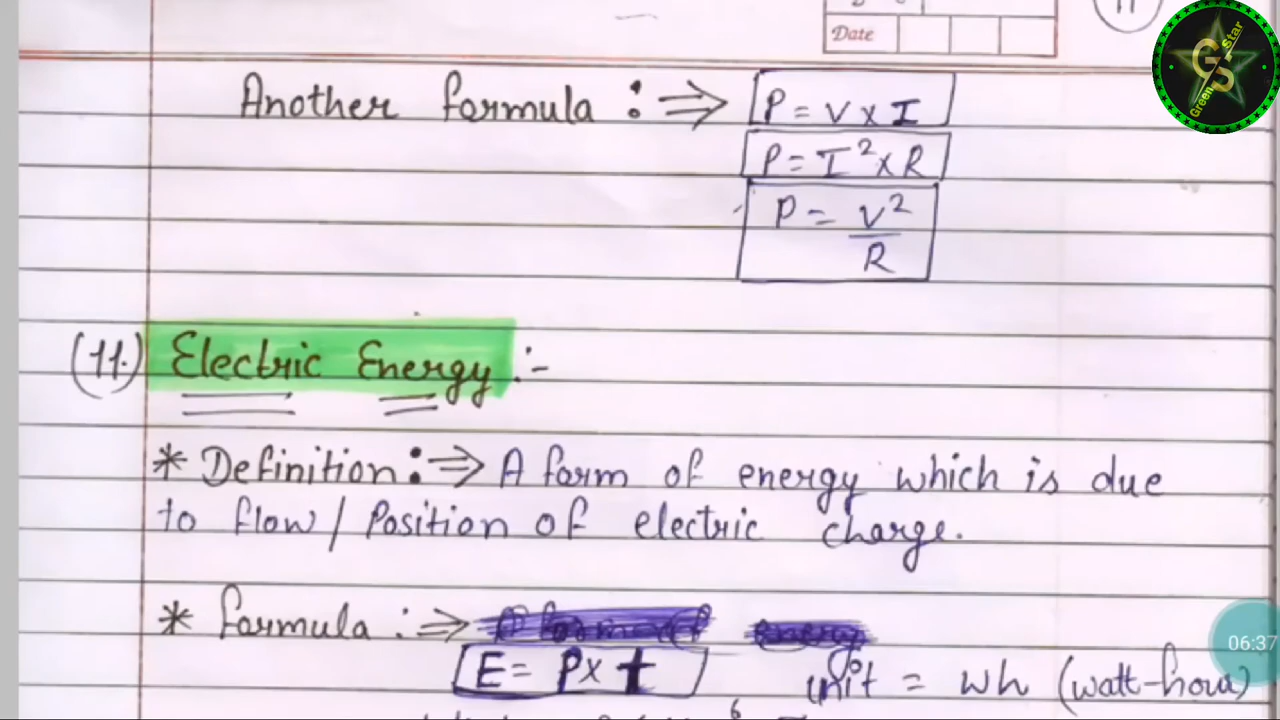 Date
Another formula :⇒ P = V x I
P = I² x R
P = V²/R
(11.) Electric Energy :-
* Definition :⇒ A form of energy which is due
to flow / Position of electric charge.
* formula :⇒
E = P x t unit = Wh (watt-hour)
Green Star
GS
06:37